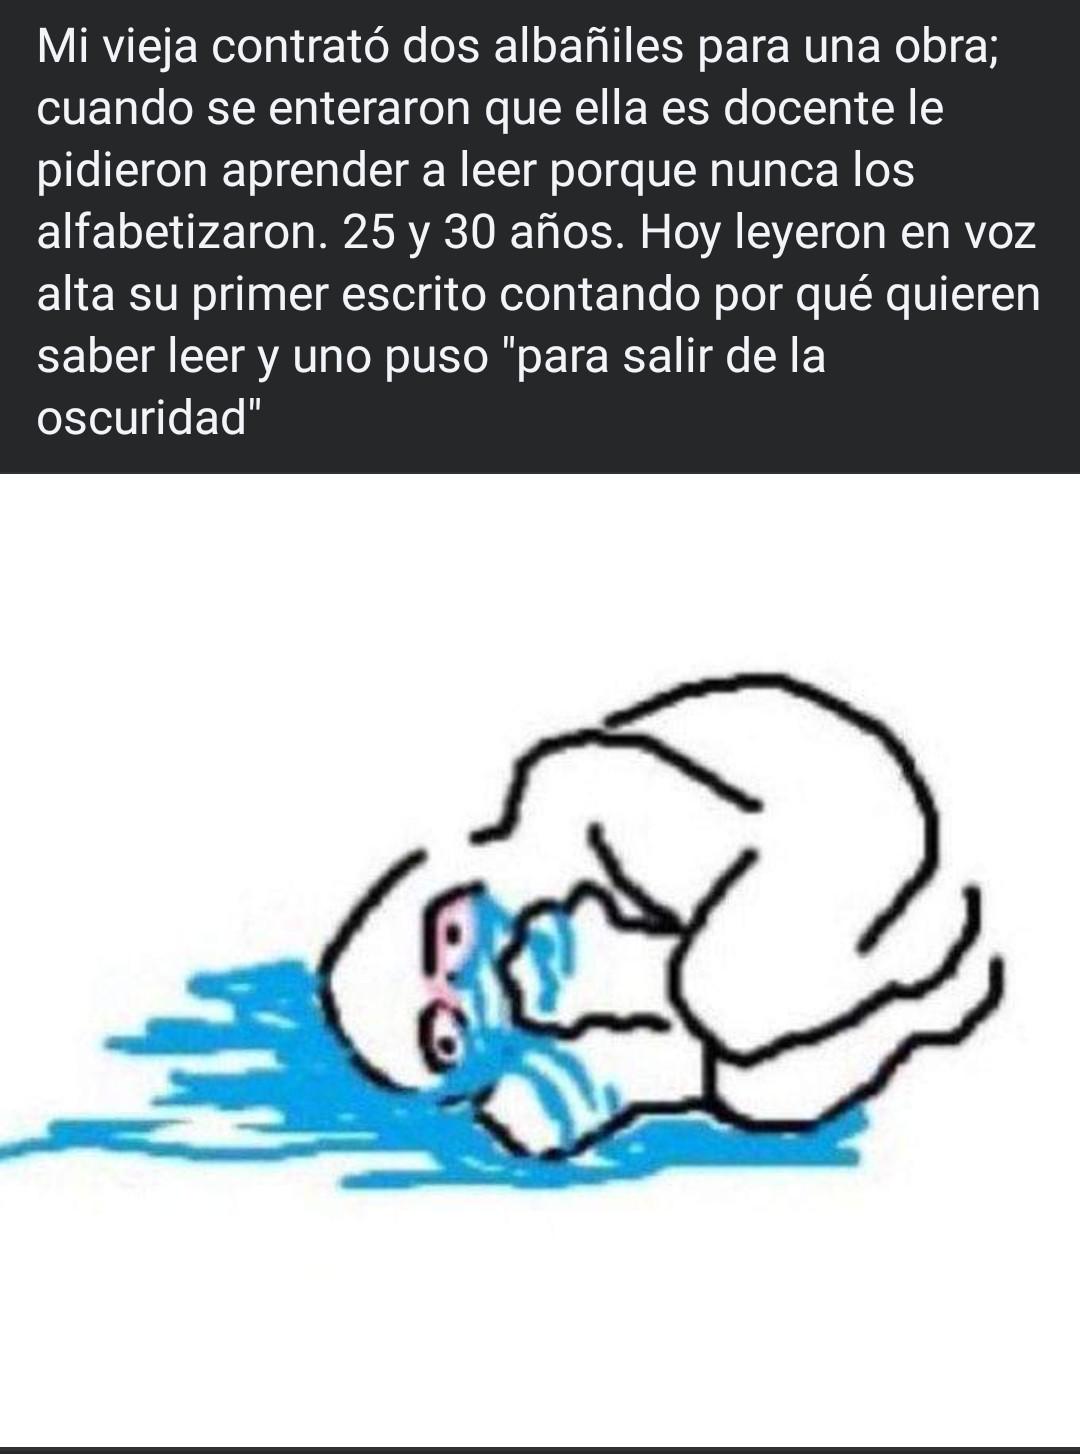 Mi vieja contrató dos albañiles para una obra;
cuando se enteraron que ella es docente le
pidieron aprender a leer porque nunca los
alfabetizaron. 25 y 30 años. Hoy leyeron en voz
alta su primer escrito contando por qué quieren
saber leer y uno puso "para salir de la
oscuridad"